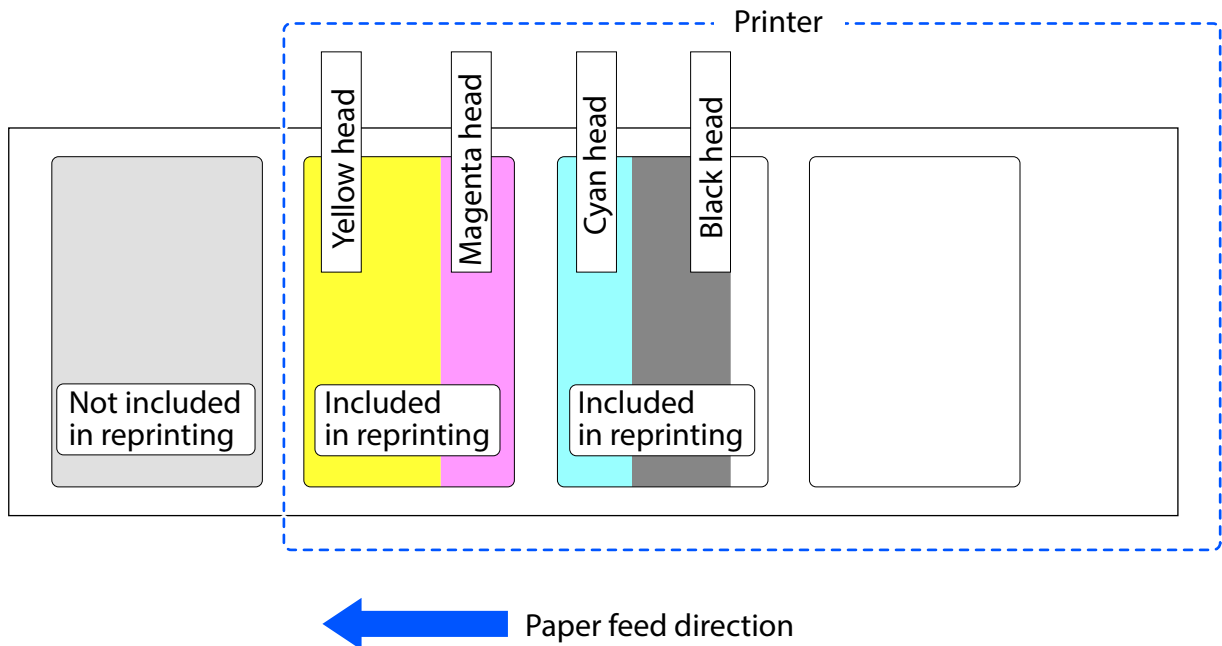 Printer
Yellow head
Magenta head
Cyan head
Black head
Not included
in reprinting
Included
in reprinting
Included
in reprinting
Paper feed direction